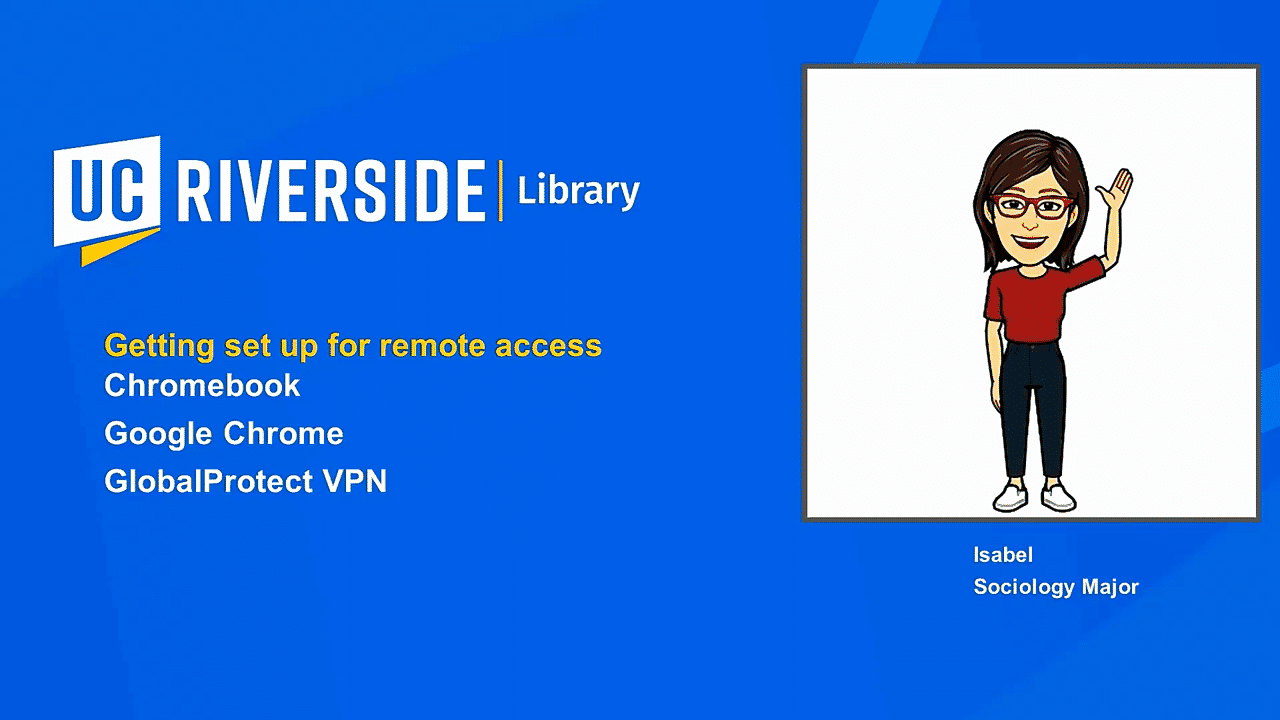 UC RIVERSIDE | Library
Getting set up for remote access
Chromebook
Google Chrome
GlobalProtect VPN
Isabel
Sociology Major